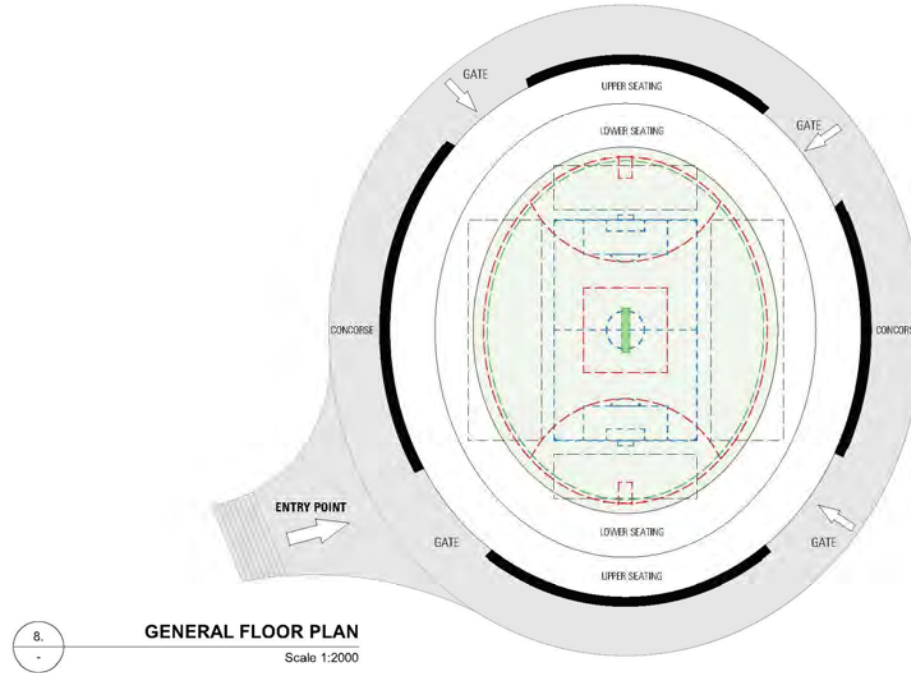 GATE
UPPER SEATING
GATE
LOWER SEATING
CONCORSE
CONCORS
ENTRY POINT
GATE
LOWER SEATING
GATE
UPPER SEATING
8.
-
GENERAL FLOOR PLAN
Scale 1:2000